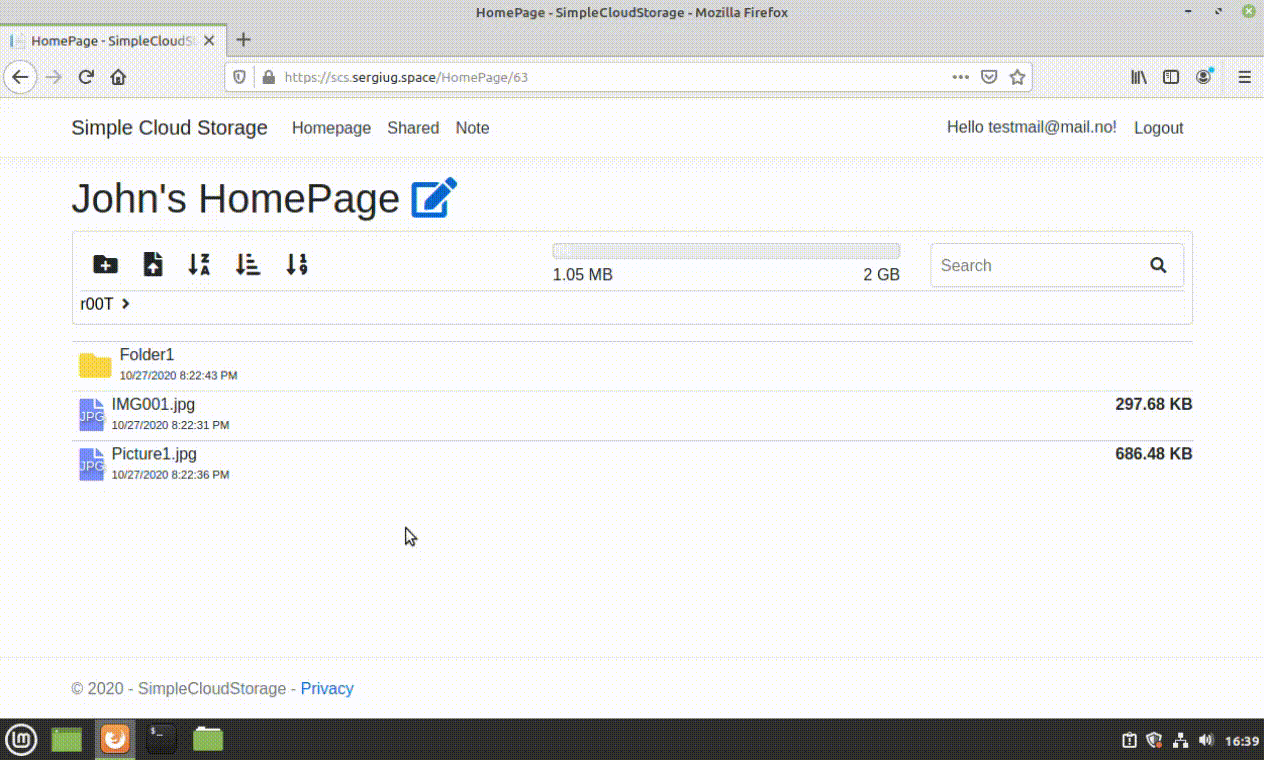 HomePage - SimpleCloudStorage - Mozilla Firefox
HomePage - SimpleCloudS
https://scs.sergiug.space/HomePage/63
Simple Cloud Storage Homepage Shared Note Hello testmail@mail.no! Logout
John's HomePage
Z A 1 9
1.05 MB 2 GB Search
r00T
Folder1
10/27/2020 8:22:43 PM
JPG IMG001.jpg 297.68 KB
10/27/2020 8:22:31 PM
JPG Picture1.jpg 686.48 KB
10/27/2020 8:22:36 PM
© 2020 - SimpleCloudStorage - Privacy
16:39